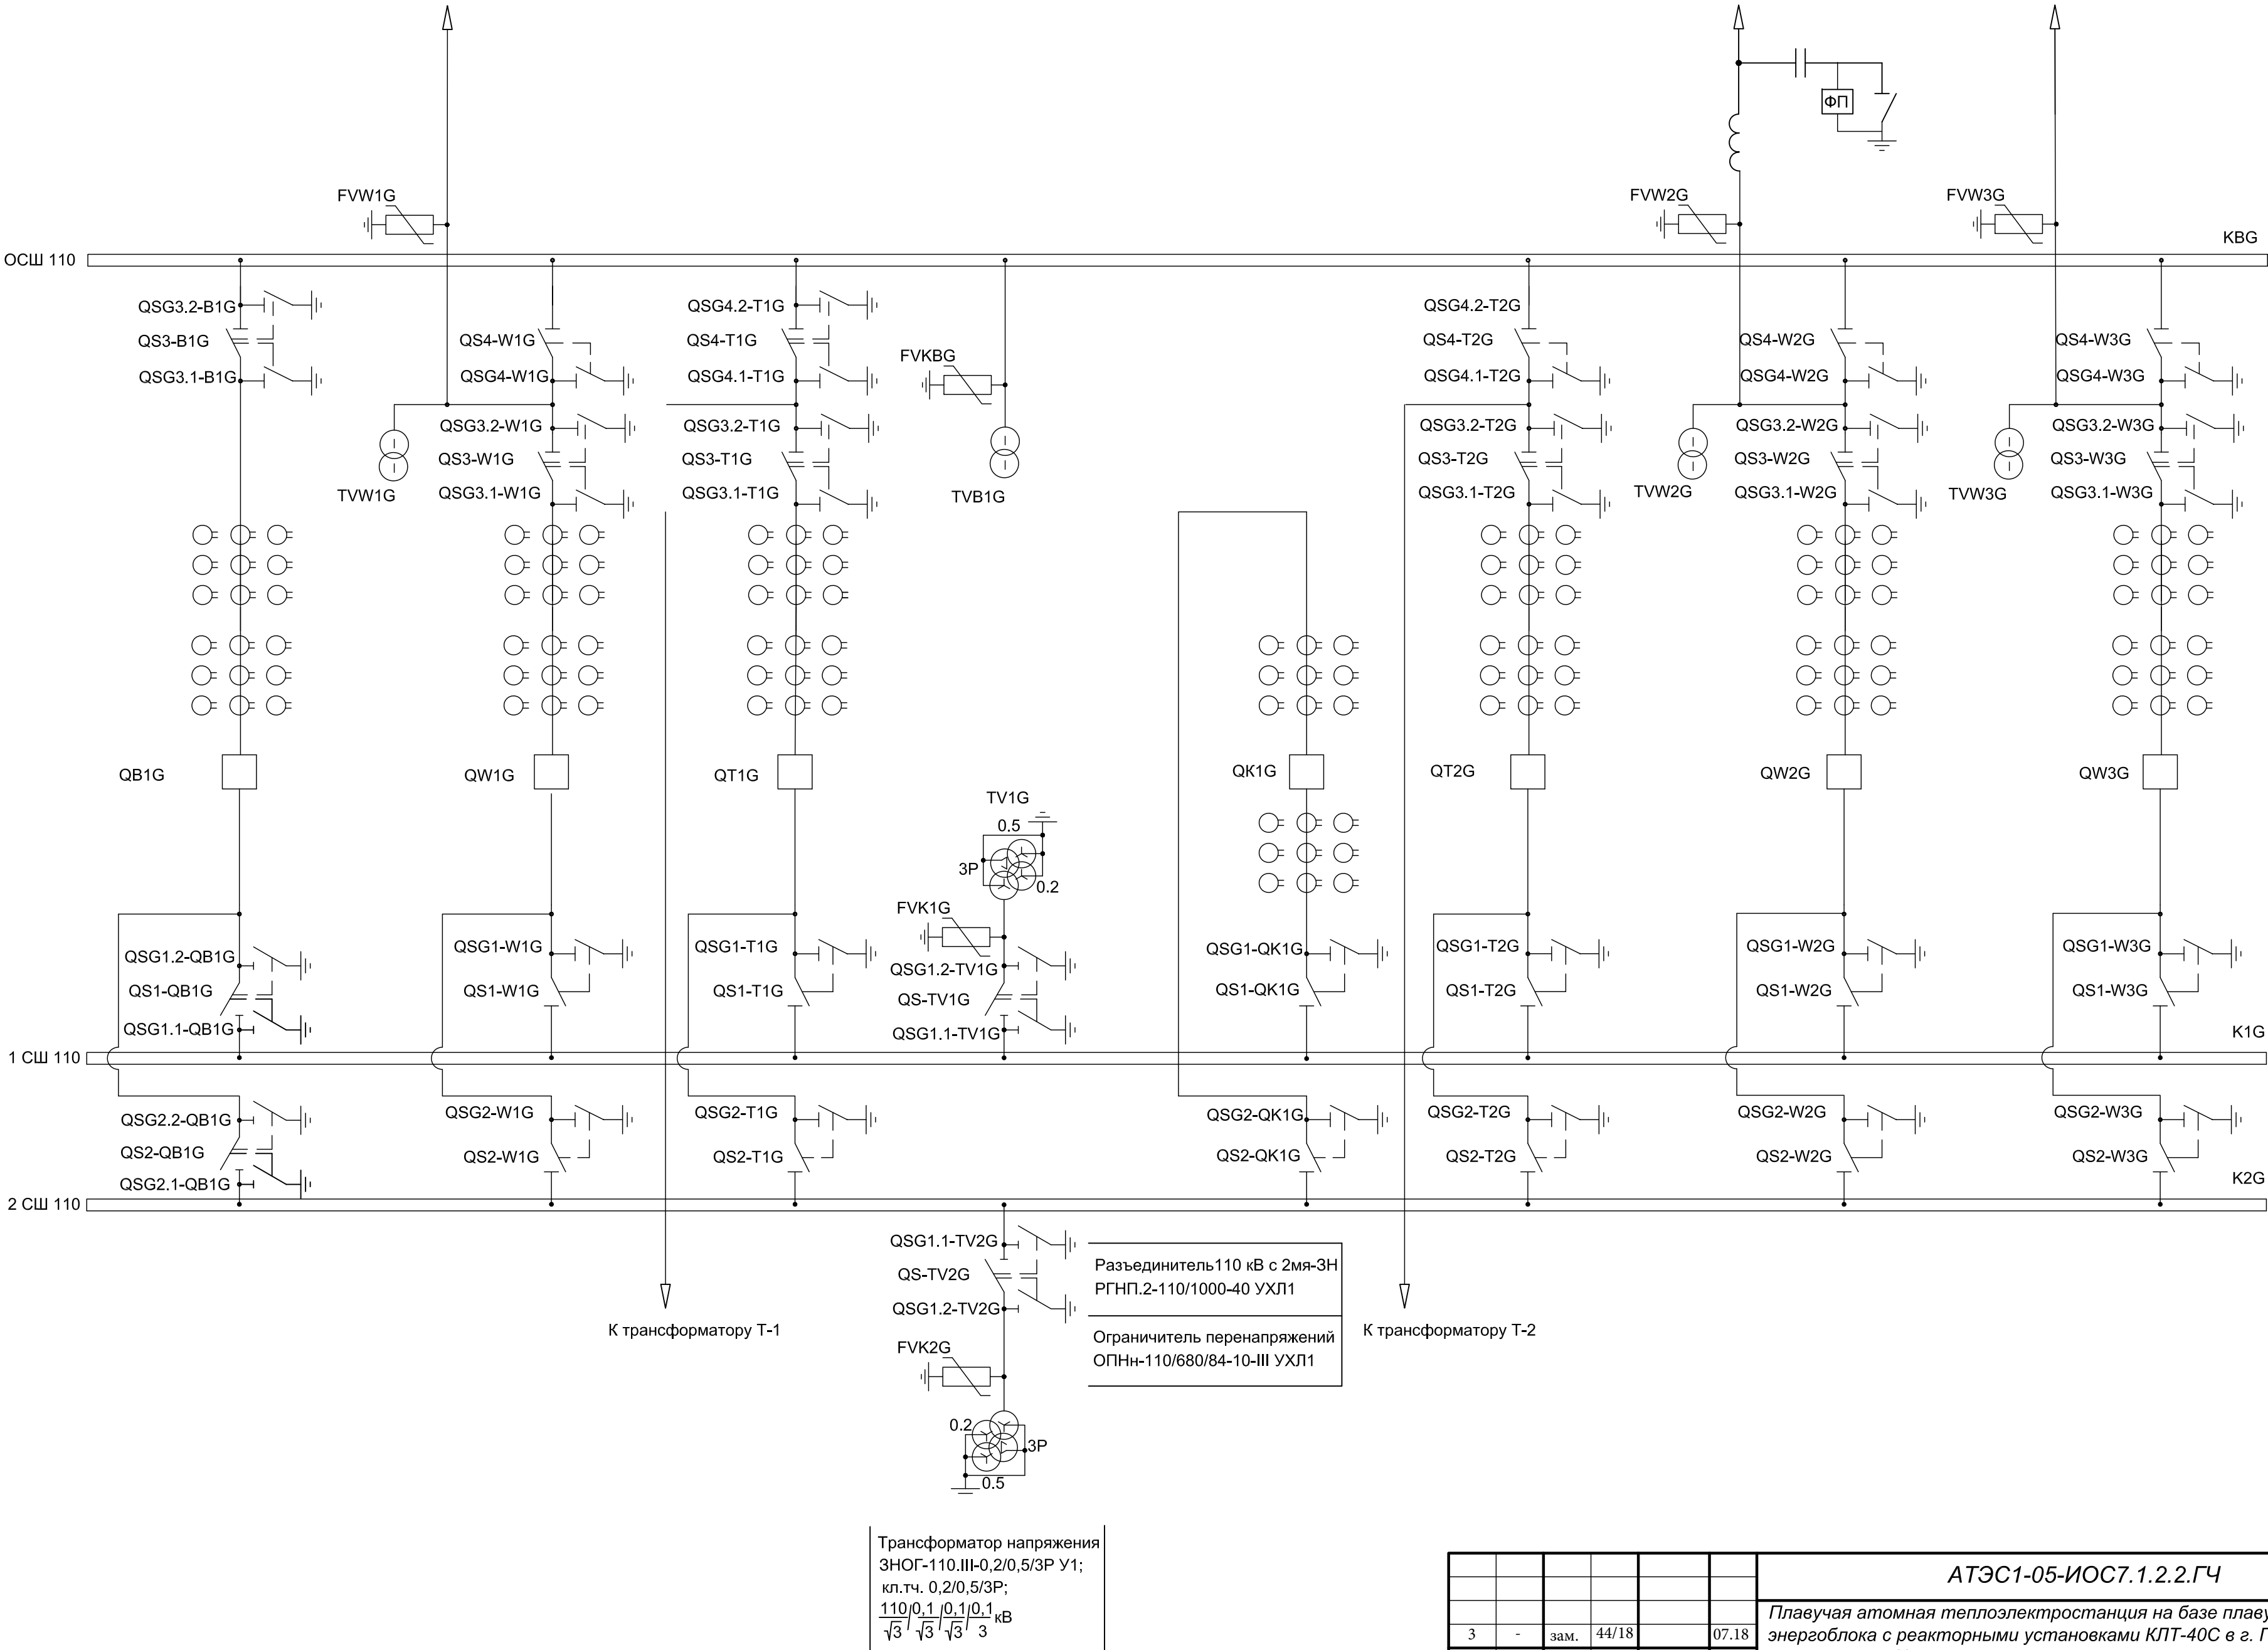 ФП
FVW1G
FVW2G
FVW3G
KBG
ОСШ 110
QSG3.2-B1G
QSG4.2-T1G
QSG4.2-T2G
QS3-B1G
QS4-W1G
QS4-T1G
QS4-T2G
QS4-W2G
QS4-W3G
FVKBG
QSG3.1-B1G
QSG4-W1G
QSG4.1-T1G
QSG4.1-T2G
QSG4-W2G
QSG4-W3G
QSG3.2-W1G
QSG3.2-T1G
QSG3.2-T2G
QSG3.2-W2G
QSG3.2-W3G
QS3-W1G
QS3-T1G
QS3-T2G
QS3-W2G
QS3-W3G
TVW1G
QSG3.1-W1G
QSG3.1-T1G
TVB1G
QSG3.1-T2G
TVW2G
QSG3.1-W2G
TVW3G
QSG3.1-W3G
QB1G
QW1G
QT1G
QК1G
QT2G
QW2G
QW3G
TV1G
0.5
3P
0.2
FVK1G
QSG1.2-QB1G
QSG1-W1G
QSG1-T1G
QSG1.2-TV1G
QSG1-QK1G
QSG1-T2G
QSG1-W2G
QSG1-W3G
QS1-QB1G
QS1-W1G
QS1-T1G
QS-TV1G
QS1-QK1G
QS1-T2G
QS1-W2G
QS1-W3G
QSG1.1-QB1G
QSG1.1-TV1G
K1G
1 СШ 110
QSG2.2-QB1G
QSG2-W1G
QSG2-T1G
QSG2-QK1G
QSG2-T2G
QSG2-W2G
QSG2-W3G
QS2-QB1G
QS2-W1G
QS2-T1G
QS2-QK1G
QS2-T2G
QS2-W2G
QS2-W3G
QSG2.1-QB1G
K2G
2 СШ 110
QSG1.1-TV2G
QS-TV2G
QSG1.2-TV2G
Разъединитель110 кВ с 2мя-ЗН
РГНП.2-110/1000-40 УХЛ1
Ограничитель перенапряжений
ОПНн-110/680/84-10-III УХЛ1
К трансформатору Т-1
К трансформатору Т-2
FVK2G
0.2
3P
0.5
Трансформатор напряжения
ЗНОГ-110.III-0,2/0,5/3Р У1;
кл.тч. 0,2/0,5/3Р;
110/√3 / 0,1/√3 / 0,1/√3 / 0,1/3 кВ
АТЭС1-05-ИОС7.1.2.2.ГЧ
Плавучая атомная теплоэлектростанция на базе плаву
3 - зам. 44/18 07.18 энергоблока с реакторными установками КЛТ-40С в г. П